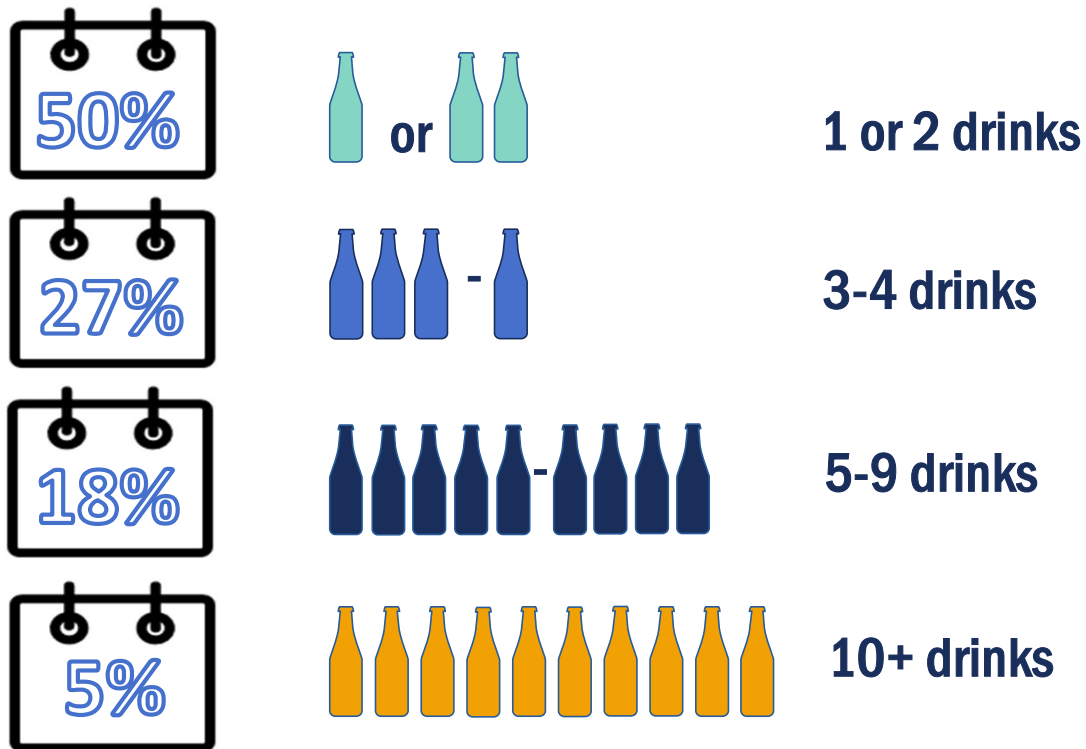 50%
or
1 or 2 drinks
27%
-
3-4 drinks
18%
-
5-9 drinks
5%
10+ drinks